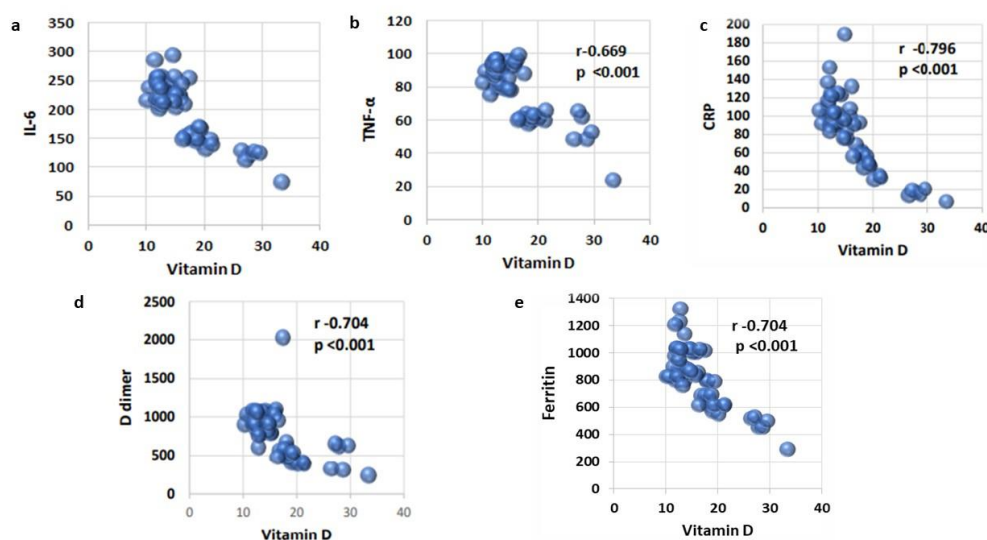 a
350
300
250
200
150
100
50
0
IL-6
0 10 20 30 40
Vitamin D
b
120
100
80
60
40
20
0
TNF-α
r-0.669
p <0.001
0 10 20 30 40
Vitamin D
c
200
180
160
140
120
100
80
60
40
20
0
CRP
r -0.796
p <0.001
0 10 20 30 40
Vitamin D
d
2500
2000
1500
1000
500
0
D dimer
r -0.704
p <0.001
0 10 20 30 40
Vitamin D
e
1400
1200
1000
800
600
400
200
0
Ferritin
r -0.704
p <0.001
0 10 20 30 40
Vitamin D